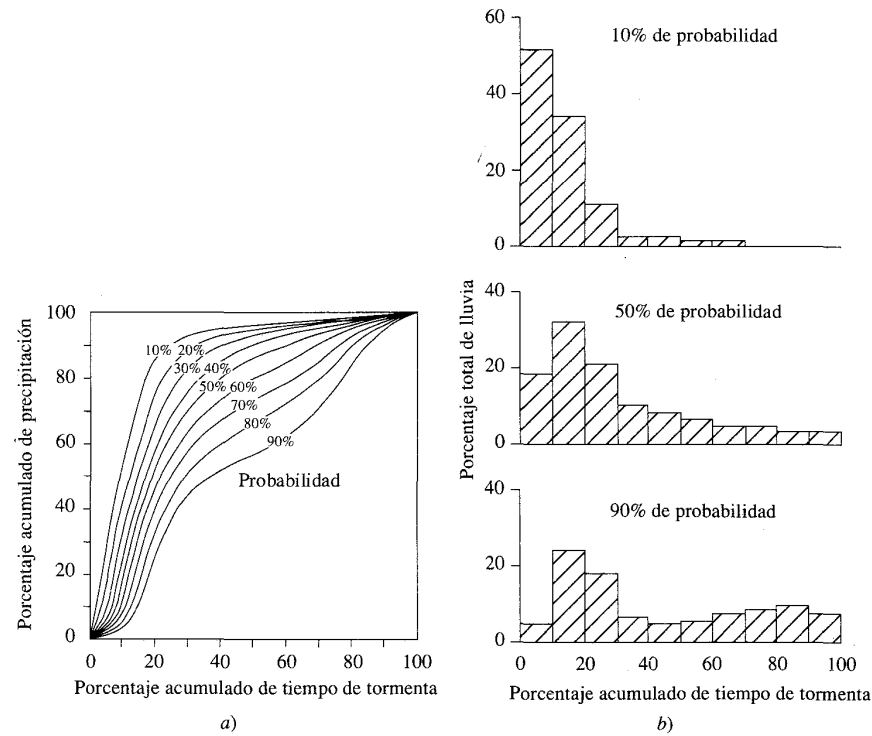 100
80
60
40
20
0
Porcentaje acumulado de precipitación
10% 20%
30% 40%
50% 60%
70%
80%
90%
Probabilidad
0 20 40 60 80 100
Porcentaje acumulado de tiempo de tormenta
a)
60
40
20
0
10% de probabilidad
Porcentaje total de lluvia
40
20
0
50% de probabilidad
40
20
0
90% de probabilidad
0 20 40 60 80 100
Porcentaje acumulado de tiempo de tormenta
b)